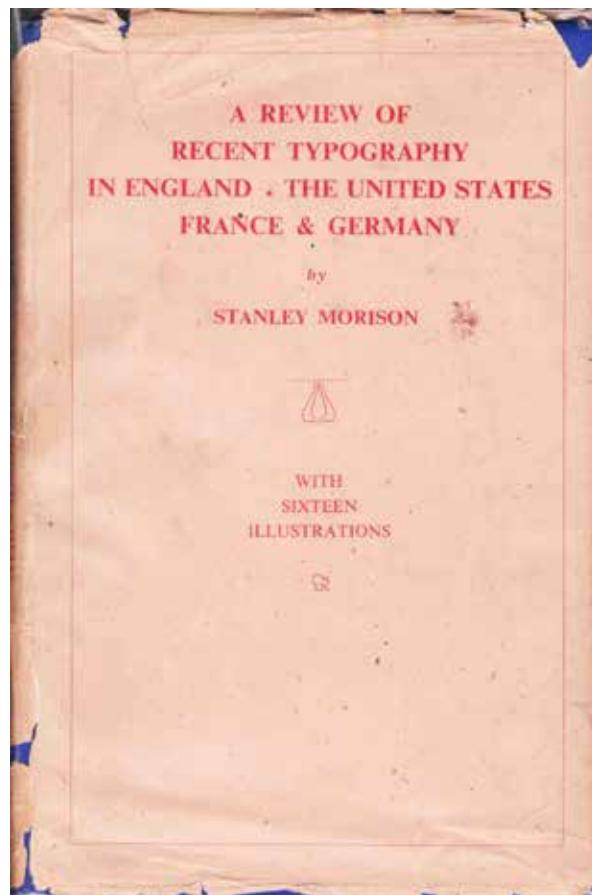 A REVIEW OF
RECENT TYPOGRAPHY
IN ENGLAND . THE UNITED STATES
FRANCE & GERMANY
by
STANLEY MORISON
WITH
SIXTEEN
ILLUSTRATIONS